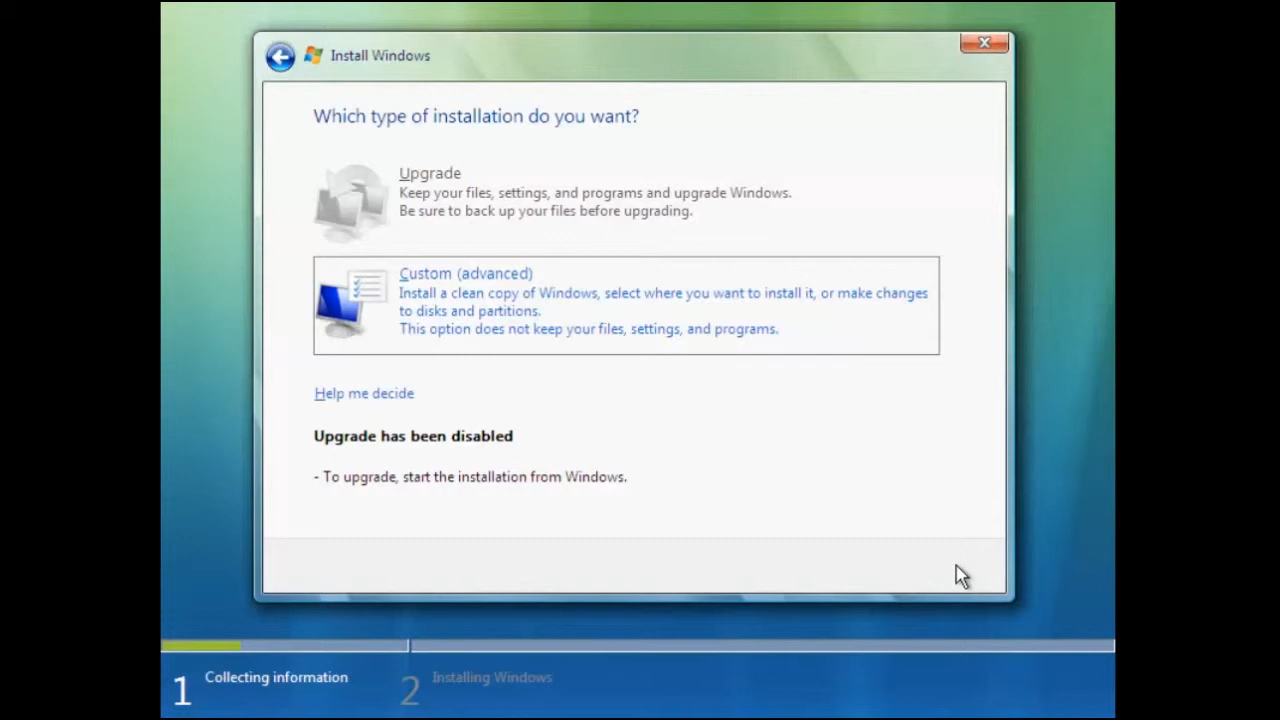 Install Windows
Which type of installation do you want?
Upgrade
Keep your files, settings, and programs and upgrade Windows.
Be sure to back up your files before upgrading.
Custom (advanced)
Install a clean copy of Windows, select where you want to install it, or make changes
to disks and partitions.
This option does not keep your files, settings, and programs.
Help me decide
Upgrade has been disabled
- To upgrade, start the installation from Windows.
1 Collecting information
2 Installing Windows